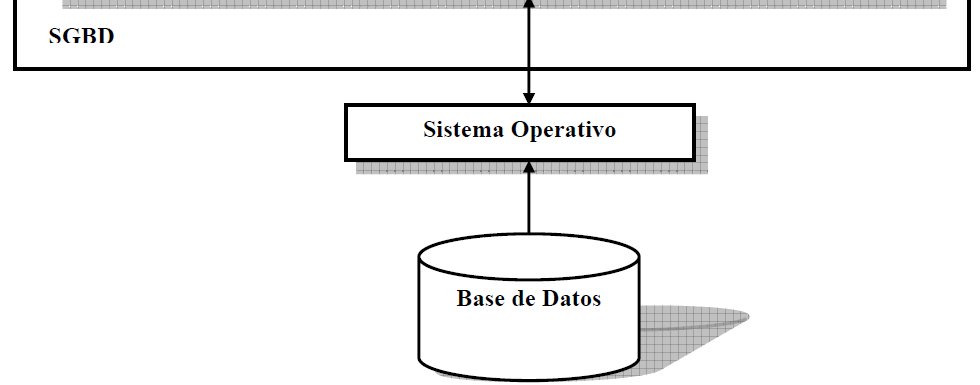 SGBD
Sistema Operativo
Base de Datos